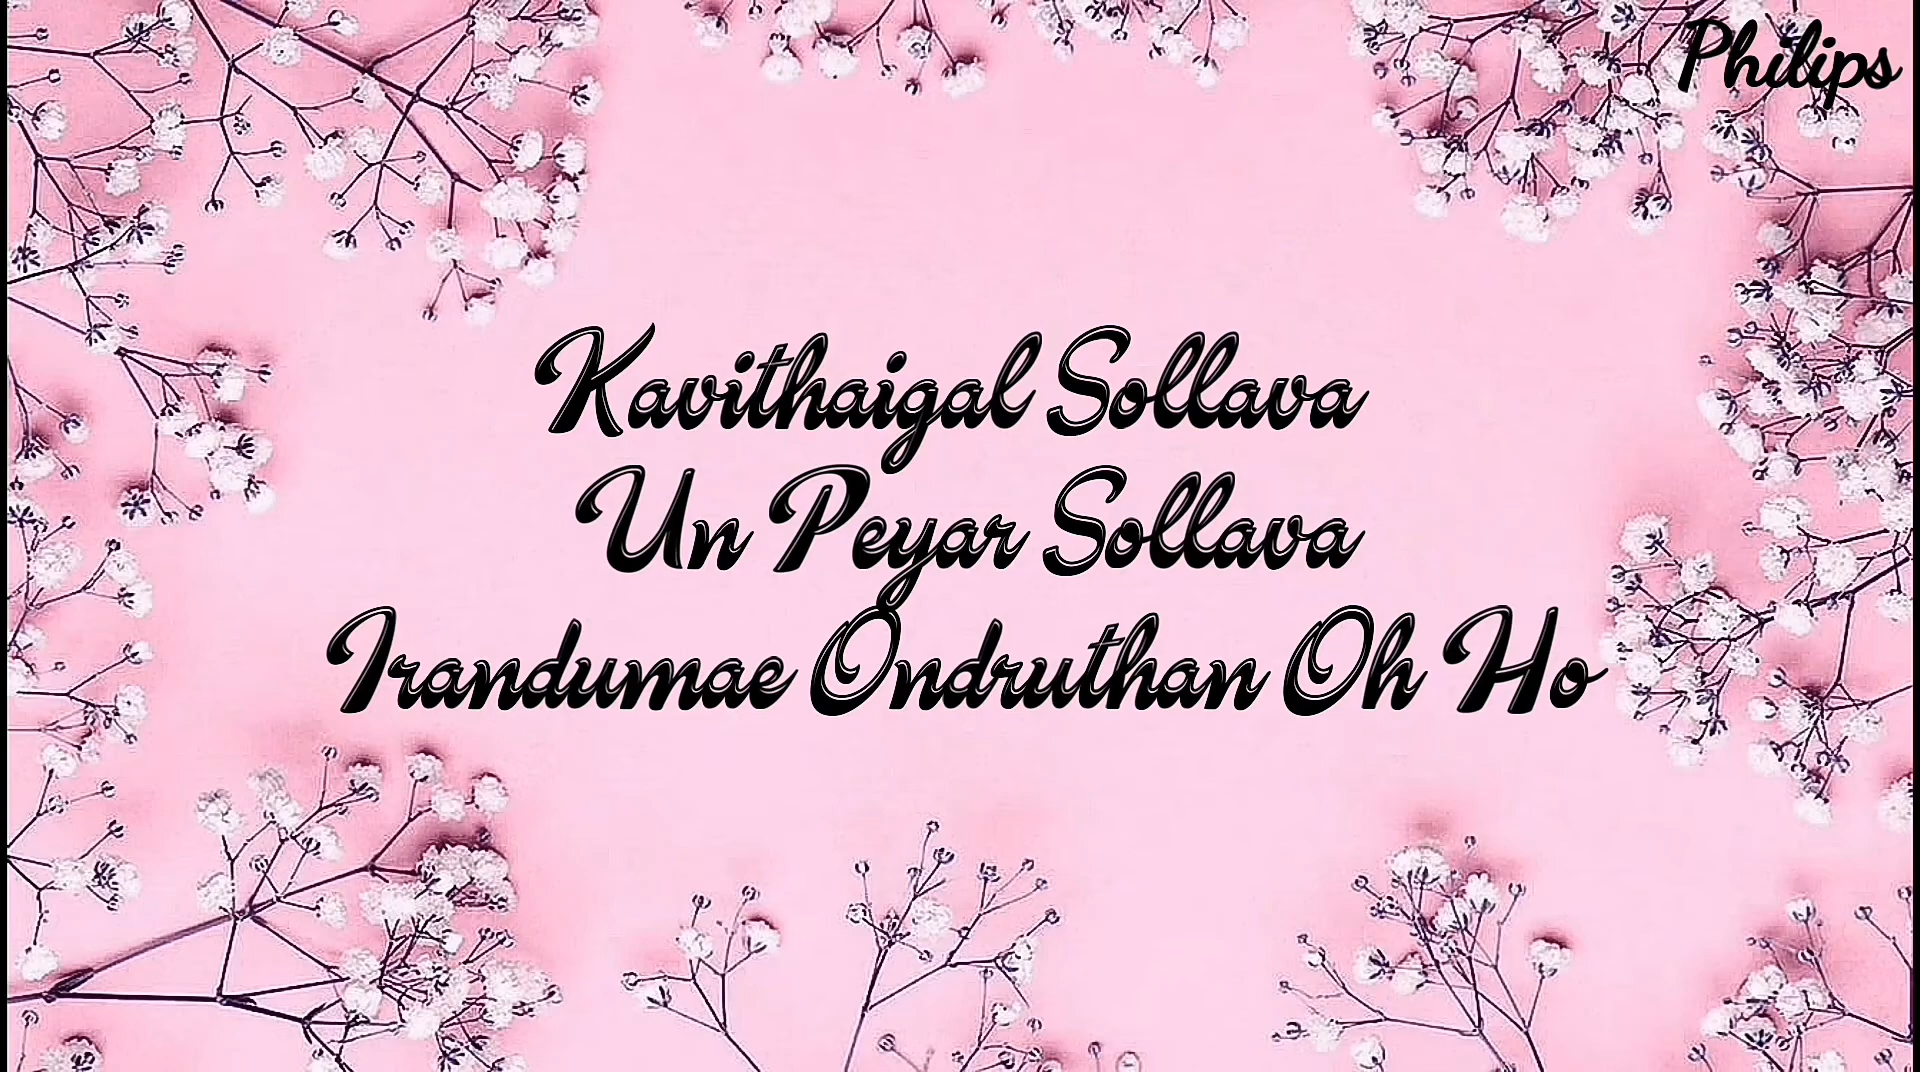 Philips
Kavithaigal Sollava
Un Peyar Sollava
Irandumae Ondruthan Oh Ho